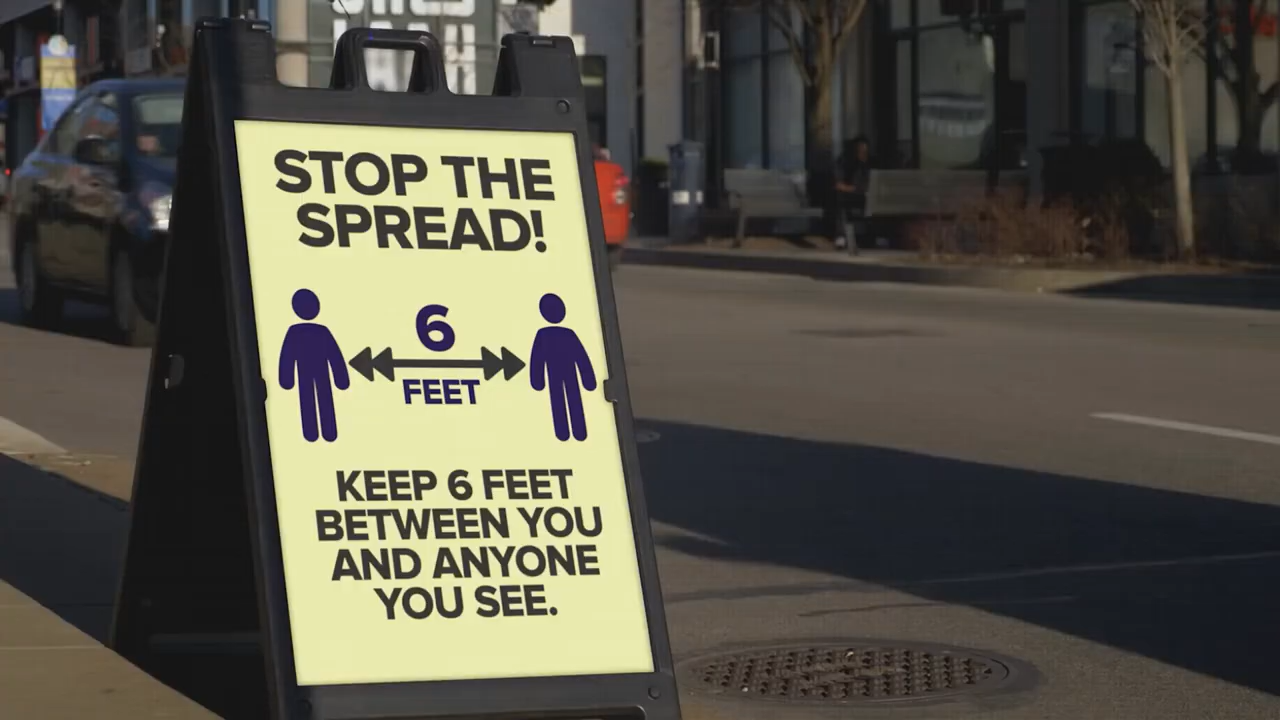 STOP THE
SPREAD!
6
FEET
KEEP 6 FEET
BETWEEN YOU
AND ANYONE
YOU SEE.